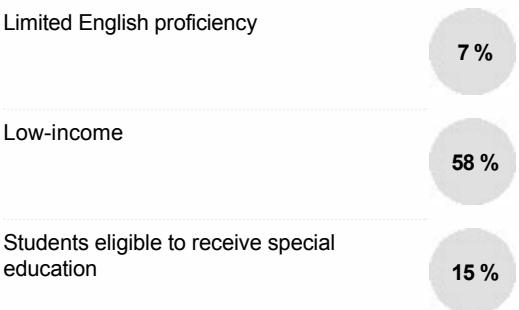 Limited English proficiency
7 %
Low-income
58 %
Students eligible to receive special
education
15 %